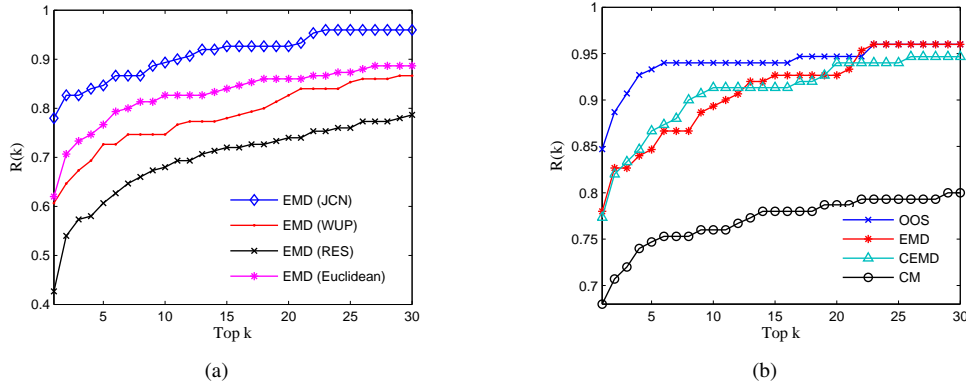 1
0.9
0.8
0.7
0.6
0.5
0.4
R(k)
EMD (JCN)
EMD (WUP)
EMD (RES)
EMD (Euclidean)
5 10 15 20 25 30
Top k
(a)
1
0.95
0.9
0.85
0.8
0.75
0.7
R(k)
OOS
EMD
CEMD
CM
5 10 15 20 25 30
Top k
(b)